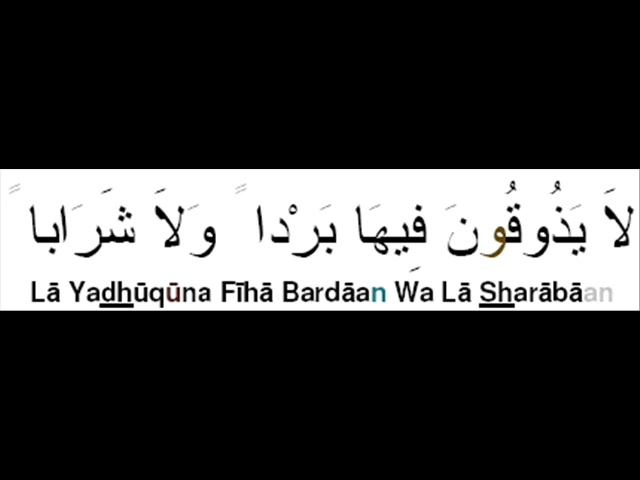 لاَ يَذُوقُونَ فِيهَا بَرْدا ً وَلاَ شَرَابا ً
Lā Yadhūqūna Fīhā Bardāan Wa Lā Sharābāan